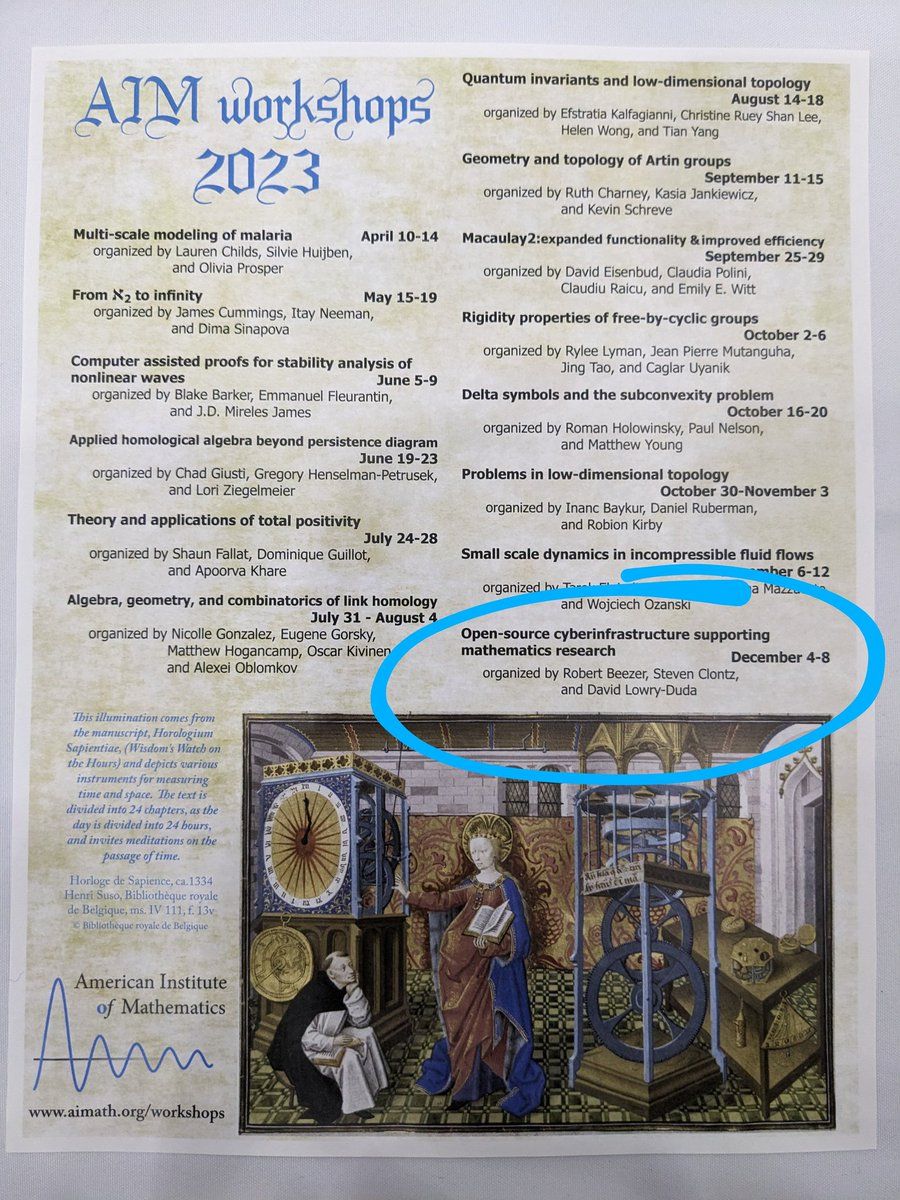 AIM workshops
2023
Multi-scale modeling of malaria April 10-14
organized by Lauren Childs, Silvie Huijben,
and Olivia Prosper
From ℵ₂ to infinity May 15-19
organized by James Cummings, Itay Neeman,
and Dima Sinapova
Computer assisted proofs for stability analysis of
nonlinear waves June 5-9
organized by Blake Barker, Emmanuel Fleurantin,
and J.D. Mireles James
Applied homological algebra beyond persistence diagram
June 19-23
organized by Chad Giusti, Gregory Henselman-Petrusek,
and Lori Ziegelmeier
Theory and applications of total positivity
July 24-28
organized by Shaun Fallat, Dominique Guillot,
and Apoorva Khare
Algebra, geometry, and combinatorics of link homology
July 31 - August 4
organized by Nicolle Gonzalez, Eugene Gorsky,
Matthew Hogancamp, Oscar Kivinen
and Alexei Oblomkov
Quantum invariants and low-dimensional topology
August 14-18
organized by Efstratia Kalfagianni, Christine Ruey Shan Lee,
Helen Wong, and Tian Yang
Geometry and topology of Artin groups
September 11-15
organized by Ruth Charney, Kasia Jankiewicz,
and Kevin Schreve
Macaulay2:expanded functionality & improved efficiency
September 25-29
organized by David Eisenbud, Claudia Polini,
Claudiu Raicu, and Emily E. Witt
Rigidity properties of free-by-cyclic groups
October 2-6
organized by Rylee Lyman, Jean Pierre Mutanguha,
Jing Tao, and Caglar Uyanik
Delta symbols and the subconvexity problem
October 16-20
organized by Roman Holowinsky, Paul Nelson,
and Matthew Young
Problems in low-dimensional topology
October 30-November 3
organized by Inanc Baykur, Daniel Ruberman,
and Robion Kirby
Small scale dynamics in incompressible fluid flows
6-12
organized by
and Wojciech Ozanski
Open-source cyberinfrastructure supporting
mathematics research December 4-8
organized by Robert Beezer, Steven Clontz,
and David Lowry-Duda
This illumination comes from
the manuscript, Horologium
Sapientiae, (Wisdom's Watch on
the Hours) and depicts various
instruments for measuring
time and space. The text is
divided into 24 chapters, as the
day is divided into 24 hours,
and invites meditations on the
passage of time.
Horloge de Sapience, ca.1334
Henri Suso, Bibliothèque royale
de Belgique, ms. IV 111, f. 13v
© Bibliothèque royale de Belgique
American Institute
of Mathematics
www.aimath.org/workshops